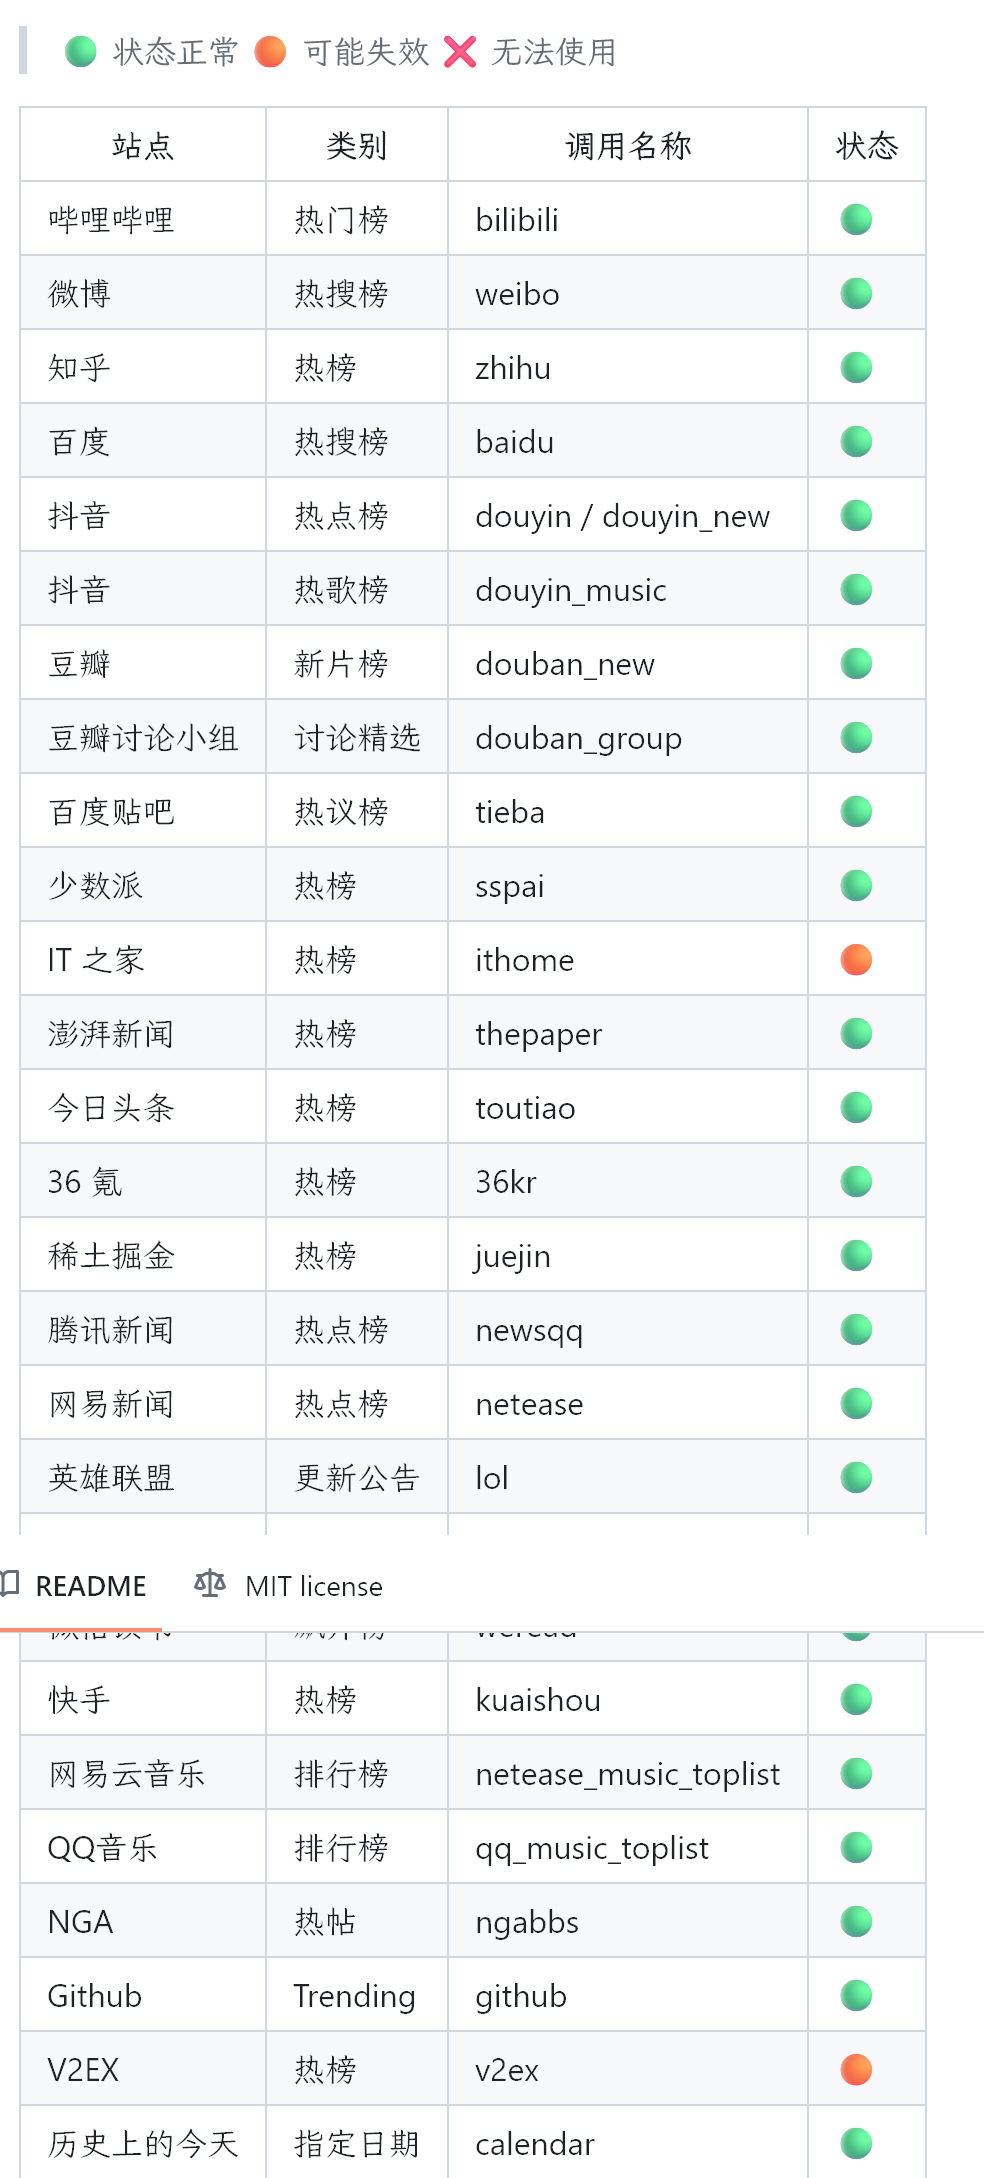 状态正常 可能失效 无法使用
站点 类别 调用名称 状态
哔哩哔哩 热门榜 bilibili
微博 热搜榜 weibo
知乎 热榜 zhihu
百度 热搜榜 baidu
抖音 热点榜 douyin / douyin_new
抖音 热歌榜 douyin_music
豆瓣 新片榜 douban_new
豆瓣讨论小组 讨论精选 douban_group
百度贴吧 热议榜 tieba
少数派 热榜 sspai
IT 之家 热榜 ithome
澎湃新闻 热榜 thepaper
今日头条 热榜 toutiao
36 氪 热榜 36kr
稀土掘金 热榜 juejin
腾讯新闻 热点榜 newsqq
网易新闻 热点榜 netease
英雄联盟 更新公告 lol
README MIT license
weread
快手 热榜 kuaishou
网易云音乐 排行榜 netease_music_toplist
QQ音乐 排行榜 qq_music_toplist
NGA 热帖 ngabbs
Github Trending github
V2EX 热榜 v2ex
历史上的今天 指定日期 calendar